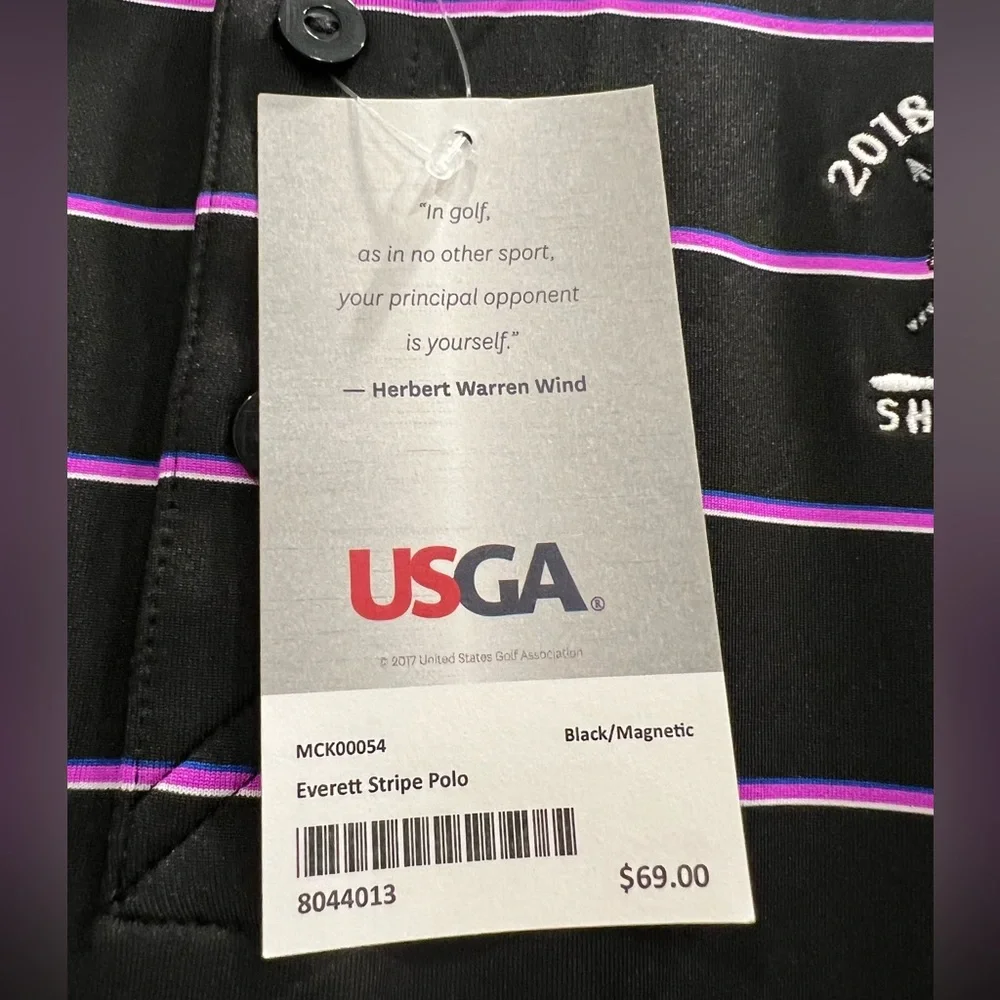 2018
SH
“In golf,
as in no other sport,
your principal opponent
is yourself.”
— Herbert Warren Wind
USGA®
© 2017 United States Golf Association
MCK00054
Black/Magnetic
Everett Stripe Polo
8044013
$69.00